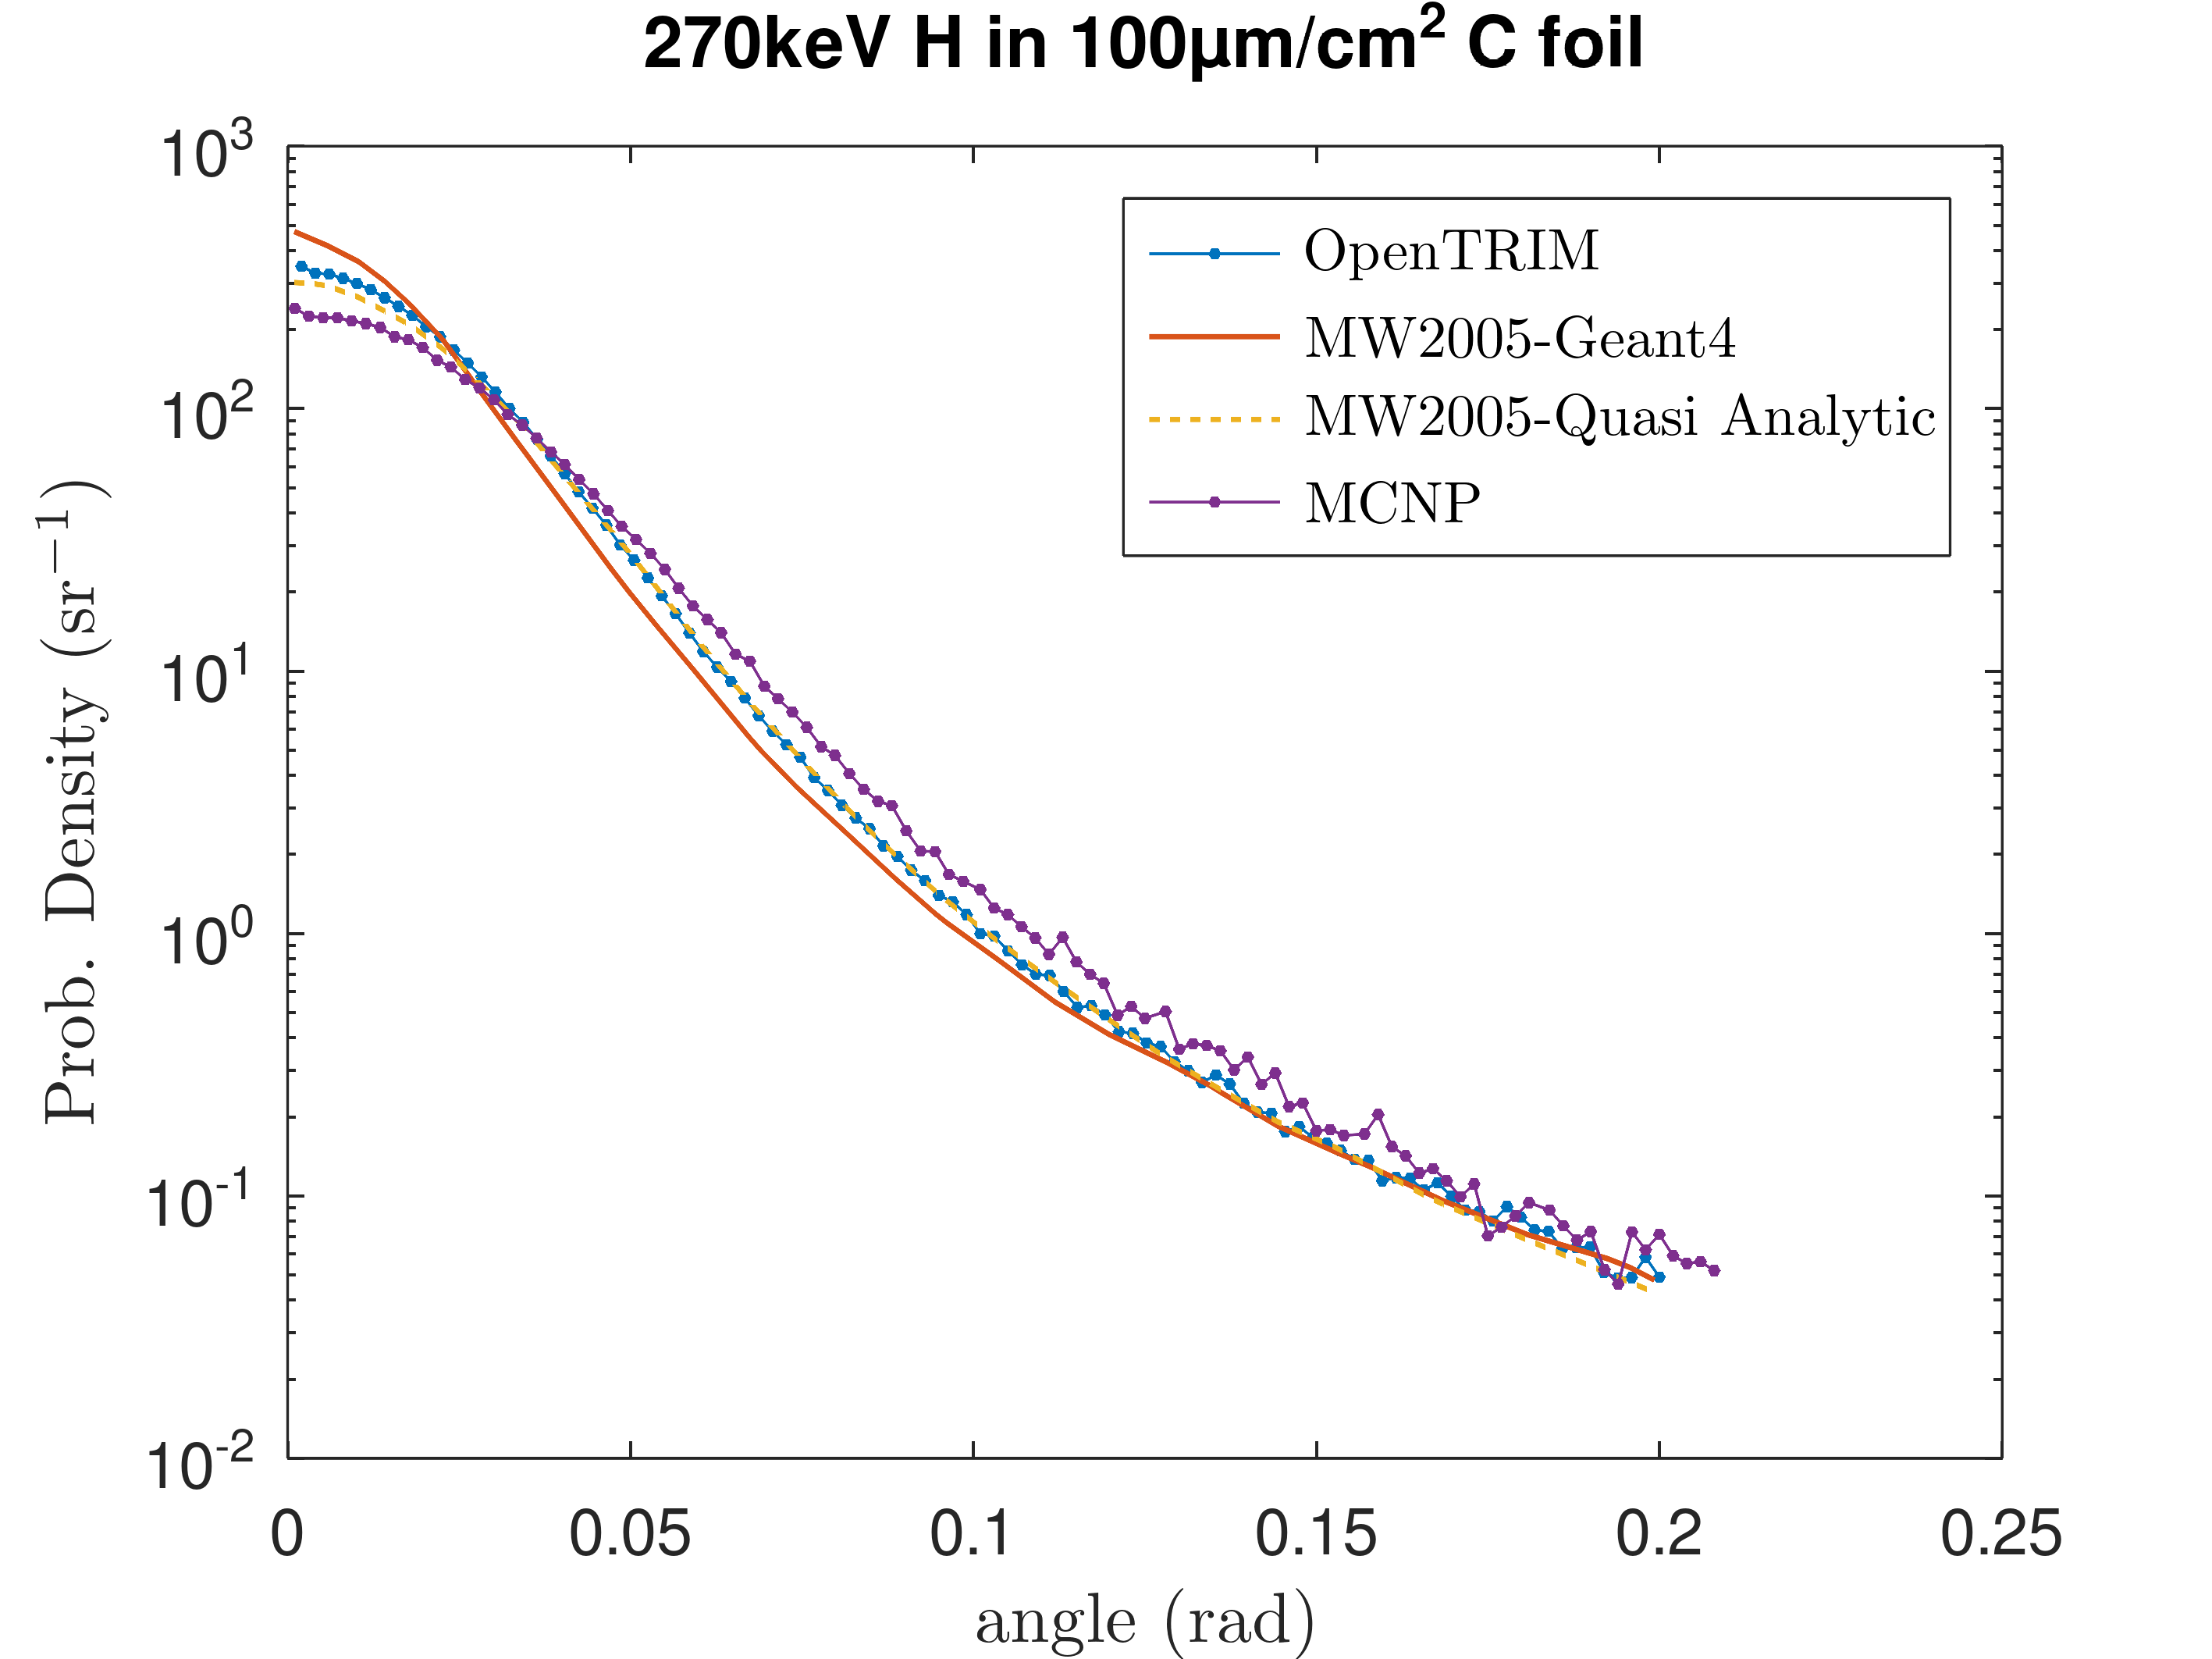 270keV H in 100µm/cm² C foil
Prob. Density (sr⁻¹)
10³
10²
10¹
10⁰
10⁻¹
10⁻²
OpenTRIM
MW2005-Geant4
MW2005-Quasi Analytic
MCNP
0 0.05 0.1 0.15 0.2 0.25
angle (rad)